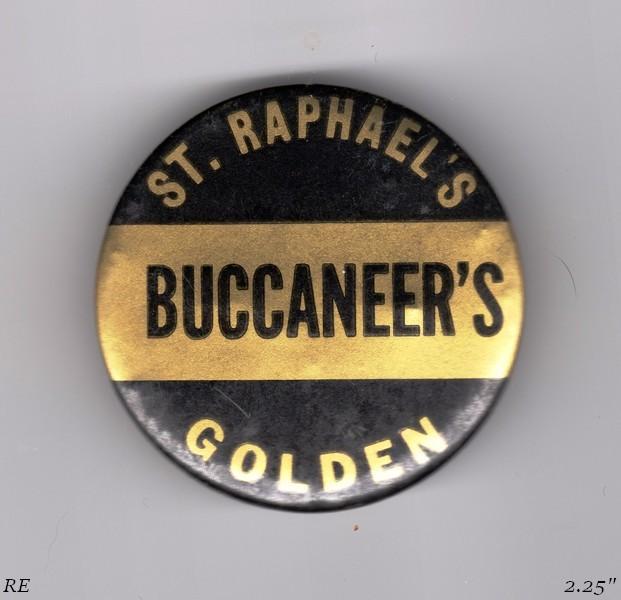 ST. RAPHAEL'S
BUCCANEER'S
GOLDEN
RE
2.25"